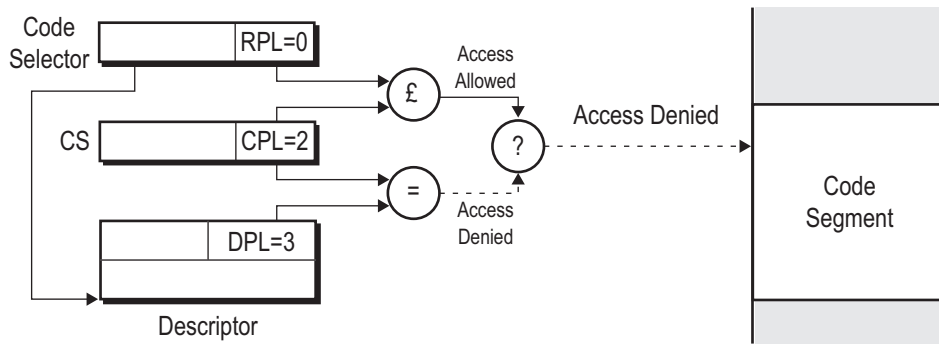 Code
Selector
RPL=0
Access
Allowed
£
CS
CPL=2
?
Access Denied
=
Access
Denied
DPL=3
Code
Segment
Descriptor